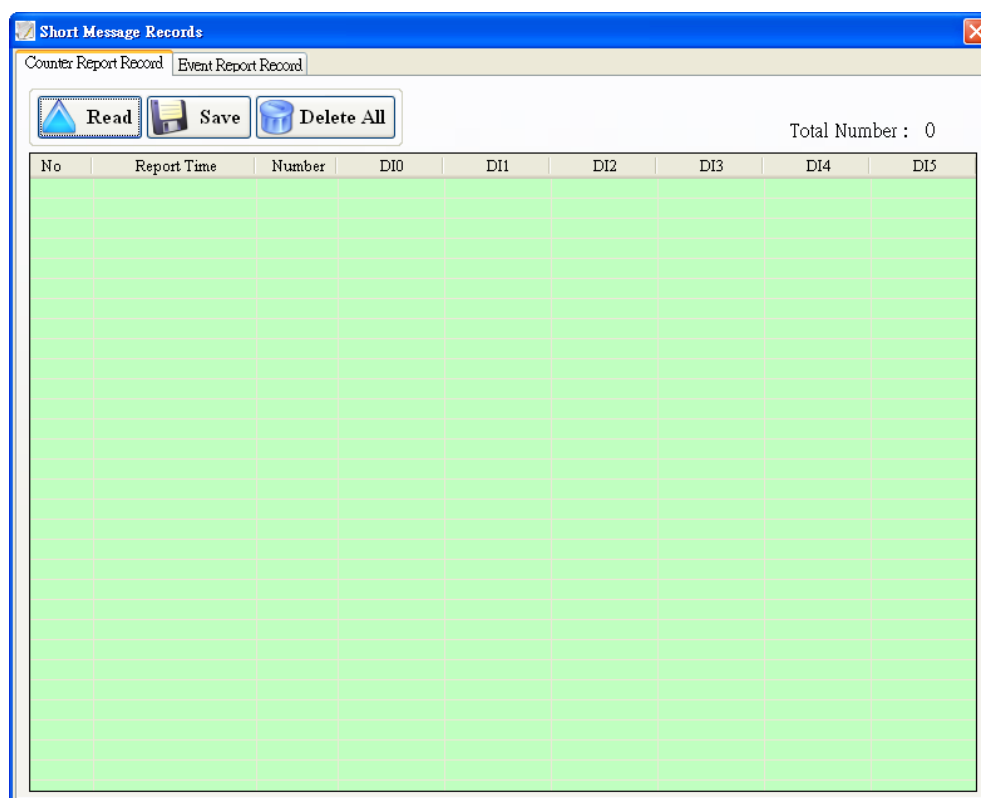 Short Message Records
Counter Report Record Event Report Record
Read Save Delete All
Total Number : 0
No Report Time Number DI0 DI1 DI2 DI3 DI4 DI5